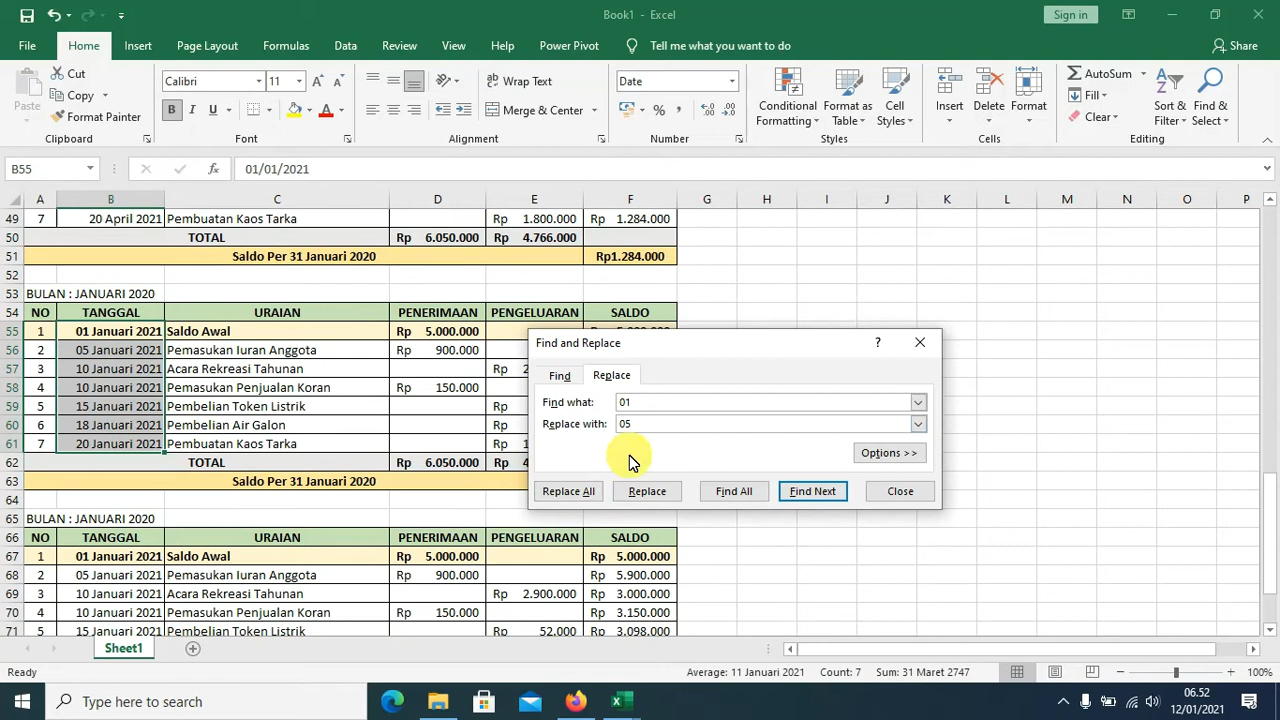 Book1 - Excel
Sign in
File Home Insert Page Layout Formulas Data Review View Help Power Pivot Tell me what you want to do Share
Paste Cut Copy Format Painter Clipboard
Calibri 11 B I U A Font
Wrap Text Merge & Center Alignment
Date % Number
Conditional Formatting Format as Table Cell Styles Styles
Insert Delete Format Cells
AutoSum Fill Clear Sort & Filter Find & Select Editing
B55 fx 01/01/2021
A B C D E F G H I J K L M N O P
49 7 20 April 2021 Pembuatan Kaos Tarka Rp 1.800.000 Rp 1.284.000
50 TOTAL Rp 6.050.000 Rp 4.766.000
51 Saldo Per 31 Januari 2020 Rp1.284.000
52
53 BULAN : JANUARI 2020
54 NO TANGGAL URAIAN PENERIMAAN PENGELUARAN SALDO
55 1 01 Januari 2021 Saldo Awal Rp 5.000.000
56 2 05 Januari 2021 Pemasukan Iuran Anggota Rp 900.000
57 3 10 Januari 2021 Acara Rekreasi Tahunan Rp
58 4 10 Januari 2021 Pemasukan Penjualan Koran Rp 150.000
59 5 15 Januari 2021 Pembelian Token Listrik Rp
60 6 18 Januari 2021 Pembelian Air Galon Rp
61 7 20 Januari 2021 Pembuatan Kaos Tarka Rp
62 TOTAL Rp 6.050.000 Rp
63 Saldo Per 31 Januari 2020
64
65 BULAN : JANUARI 2020
66 NO TANGGAL URAIAN PENERIMAAN PENGELUARAN SALDO
67 1 01 Januari 2021 Saldo Awal Rp 5.000.000 Rp 5.000.000
68 2 05 Januari 2021 Pemasukan Iuran Anggota Rp 900.000 Rp 5.900.000
69 3 10 Januari 2021 Acara Rekreasi Tahunan Rp 2.900.000 Rp 3.000.000
70 4 10 Januari 2021 Pemasukan Penjualan Koran Rp 150.000 Rp 3.150.000
71 5 15 Januari 2021 Pembelian Token Listrik Rp 52.000 Rp 3.098.000
Find and Replace ?
Find Replace
Find what: 01
Replace with: 05
Options >>
Replace All Replace Find All Find Next Close
Sheet1
Ready Average: 11 Januari 2021 Count: 7 Sum: 31 Maret 2747 100%
Type here to search
06.52
12/01/2021